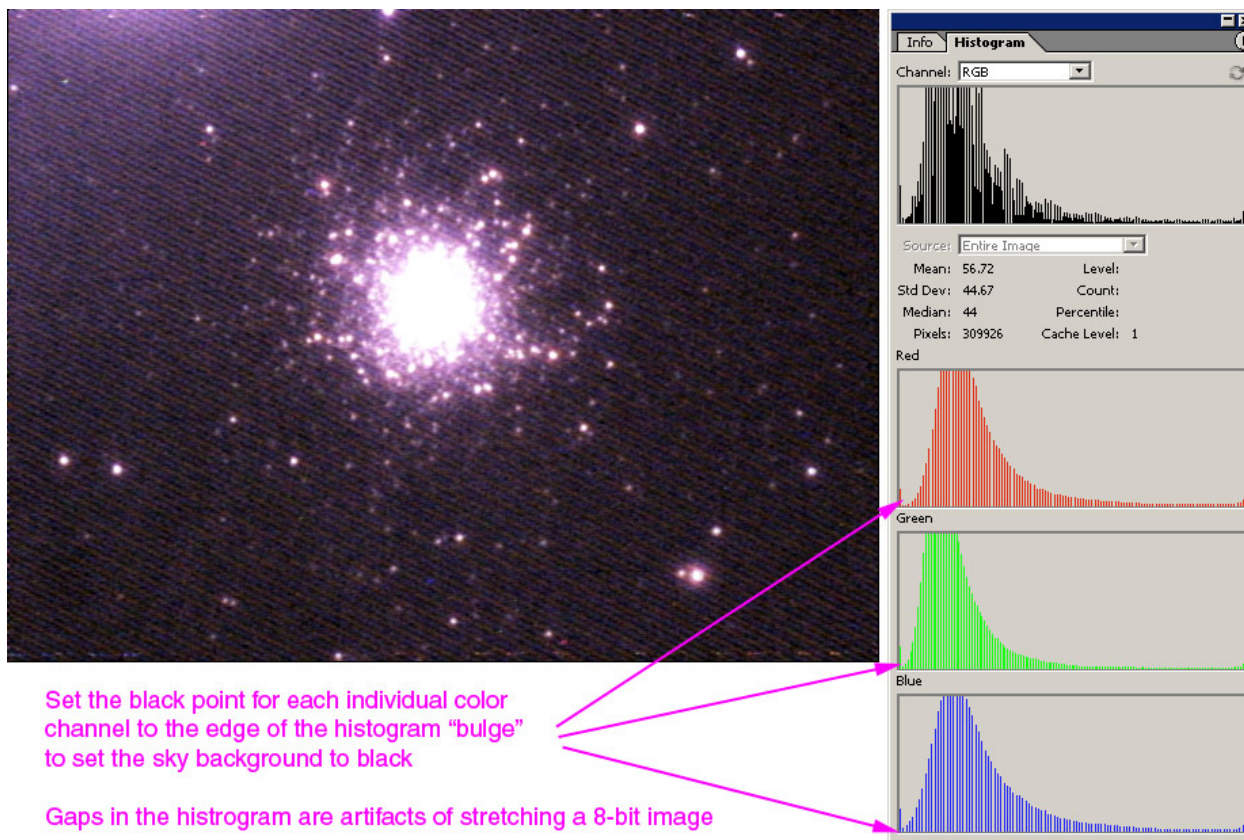 Info Histogram
Channel: RGB
Source: Entire Image
Mean: 56.72 Level:
Std Dev: 44.67 Count:
Median: 44 Percentile:
Pixels: 309926 Cache Level: 1
Red
Green
Blue
Set the black point for each individual color
channel to the edge of the histogram “bulge”
to set the sky background to black
Gaps in the histrogram are artifacts of stretching a 8-bit image